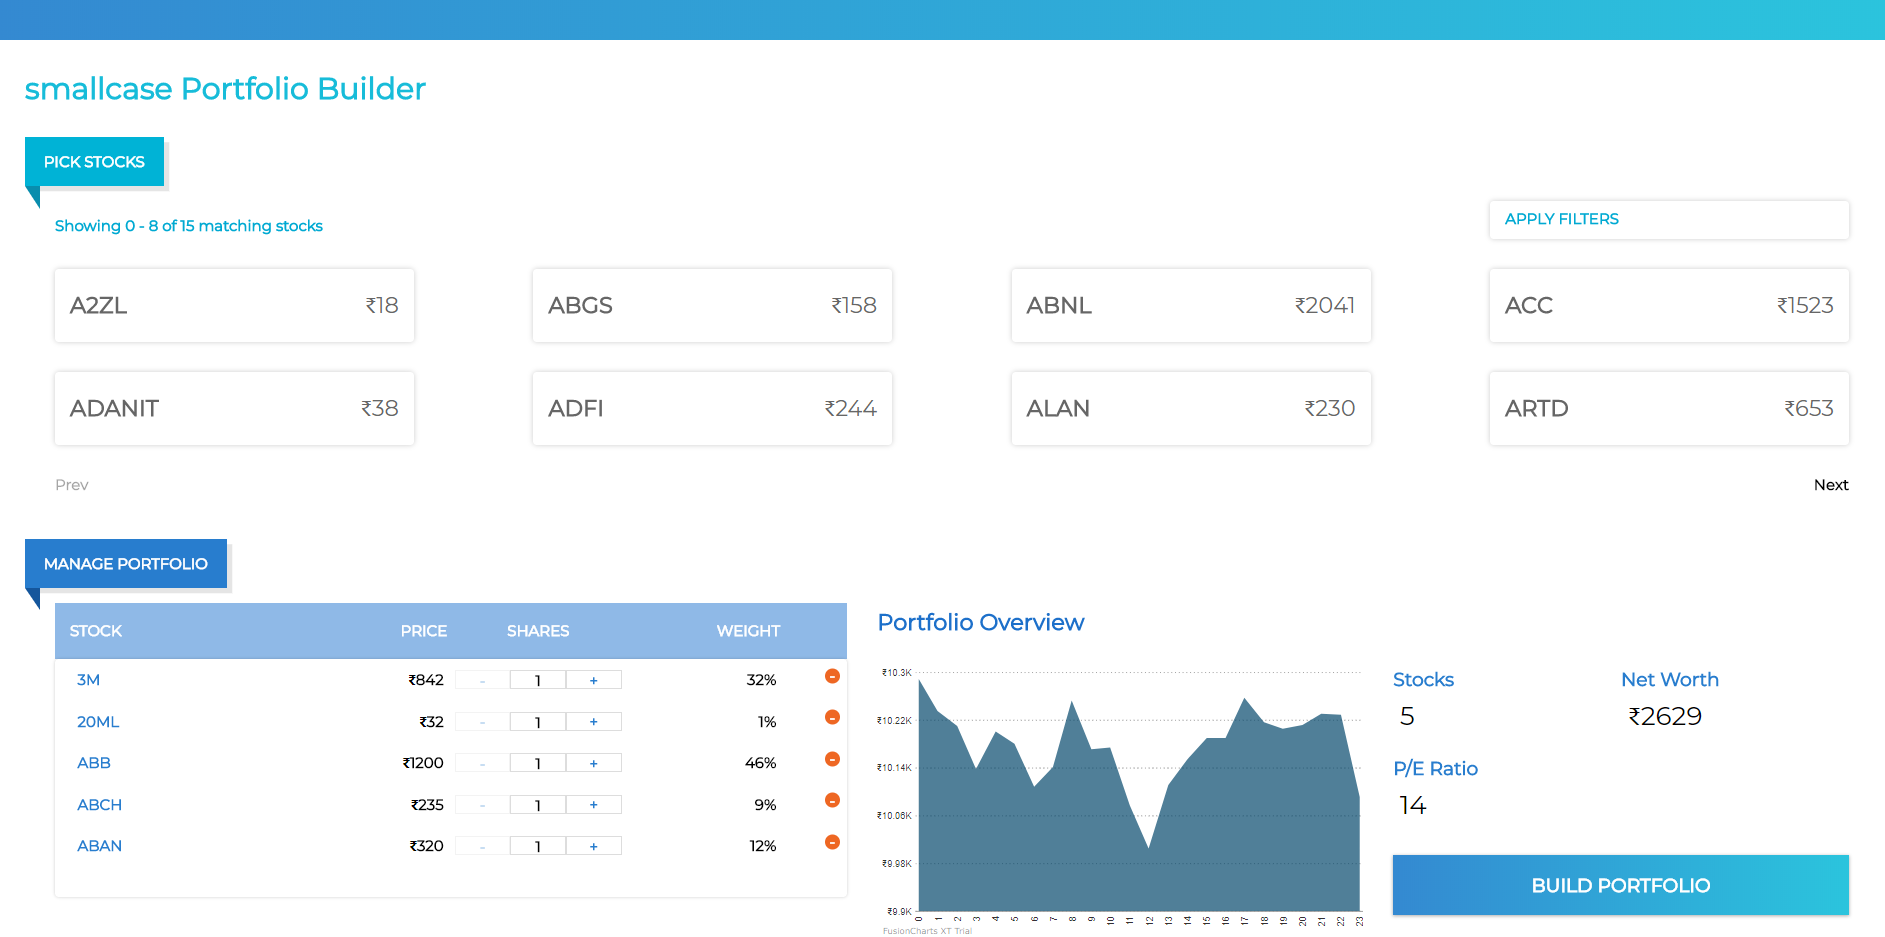 smallcase Portfolio Builder
PICK STOCKS
Showing 0 - 8 of 15 matching stocks
APPLY FILTERS
A2ZL ₹18
ABGS ₹158
ABNL ₹2041
ACC ₹1523
ADANIT ₹38
ADFI ₹244
ALAN ₹230
ARTD ₹653
Prev
Next
MANAGE PORTFOLIO
STOCK PRICE SHARES WEIGHT
3M ₹842 - 1 + 32% -
20ML ₹32 - 1 + 1% -
ABB ₹1200 - 1 + 46% -
ABCH ₹235 - 1 + 9% -
ABAN ₹320 - 1 + 12% -
Portfolio Overview
₹10.3K
₹10.22K
₹10.14K
₹10.06K
₹9.98K
₹9.9K
0 1 2 3 4 5 6 7 8 9 10 11 12 13 14 15 16 17 18 19 20 21 22 23
FusionCharts XT Trial
Stocks
5
Net Worth
₹2629
P/E Ratio
14
BUILD PORTFOLIO